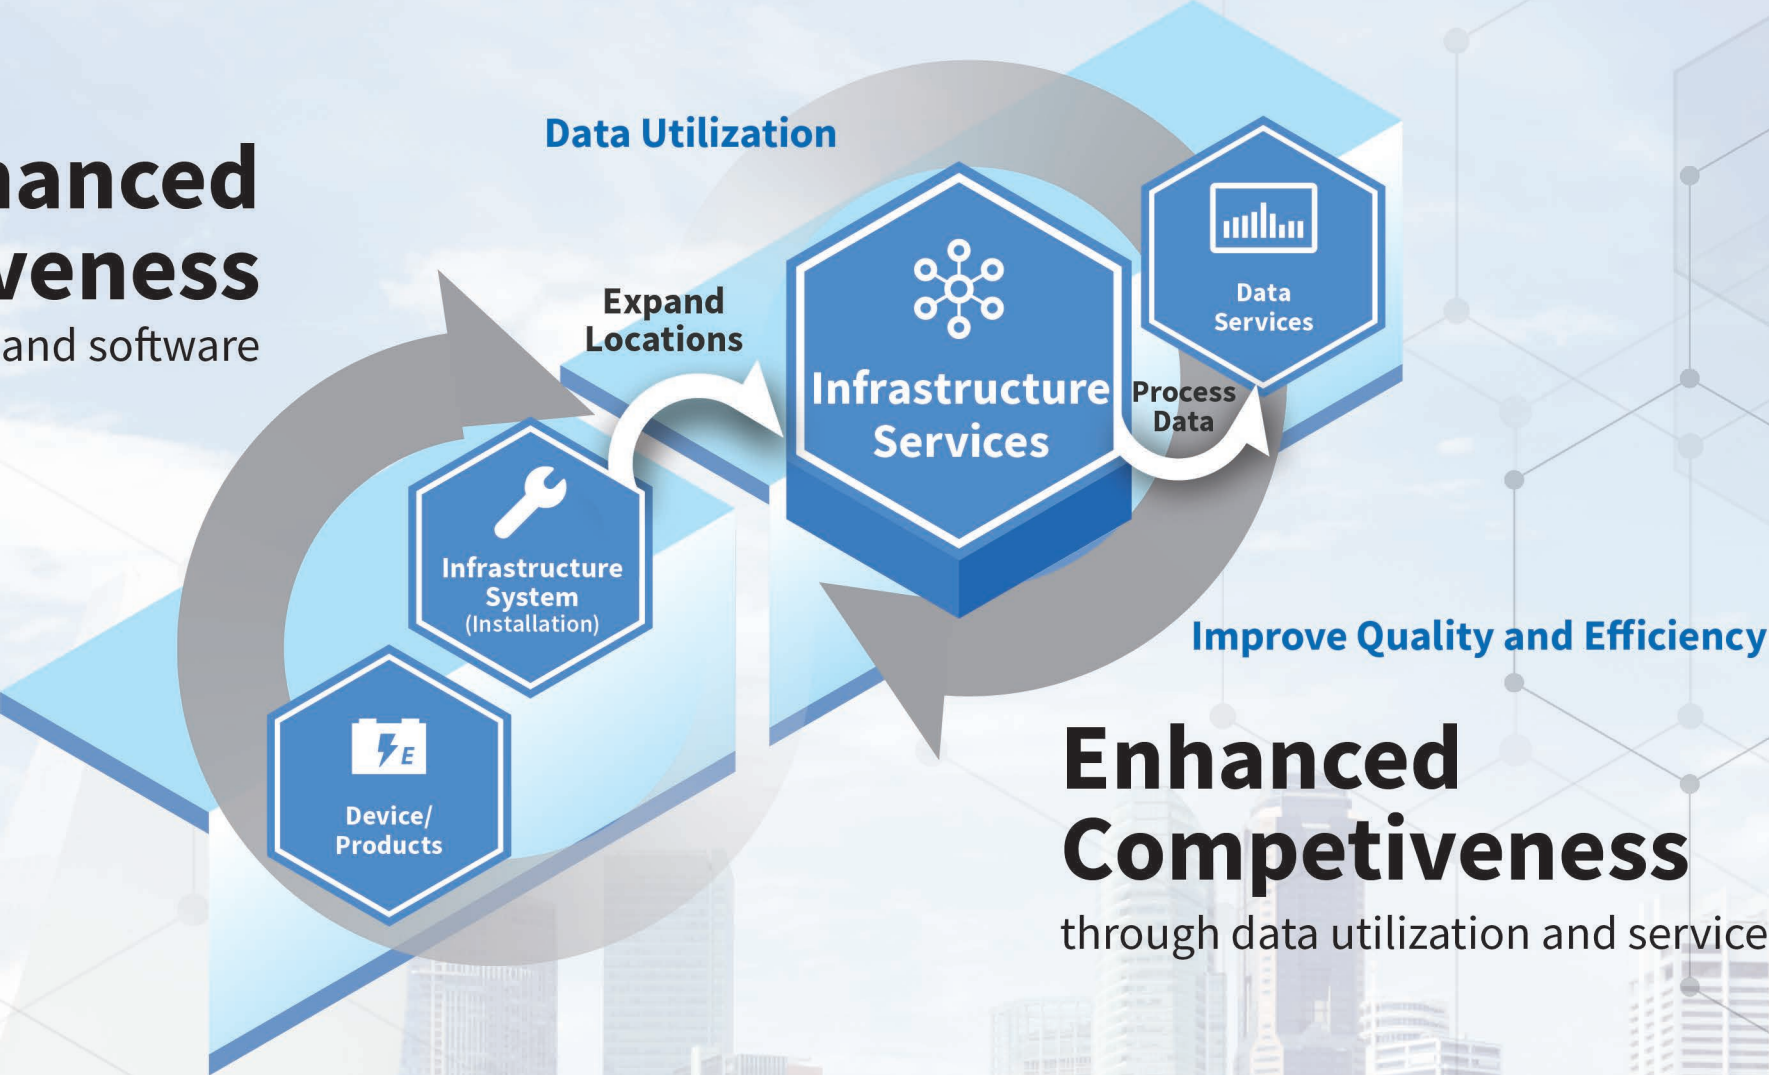 hanced
veness
and software
Data Utilization
Expand
Locations
Infrastructure
Services
Data
Services
Process
Data
Infrastructure
System
(Installation)
Device/
Products
E
Improve Quality and Efficiency
Enhanced
Competiveness
through data utilization and service